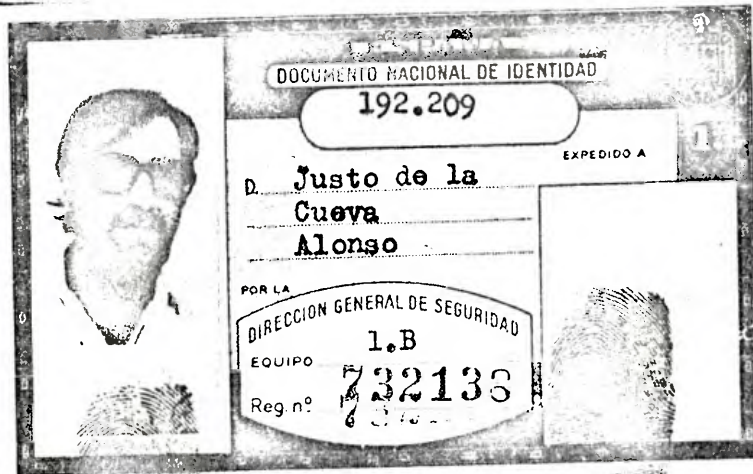 DOCUMENTO NACIONAL DE IDENTIDAD
192.209
EXPEDIDO A
D. Justo de la
Cueva
Alonso
POR LA
DIRECCION GENERAL DE SEGURIDAD
EQUIPO 1.B
Reg. nº 732138